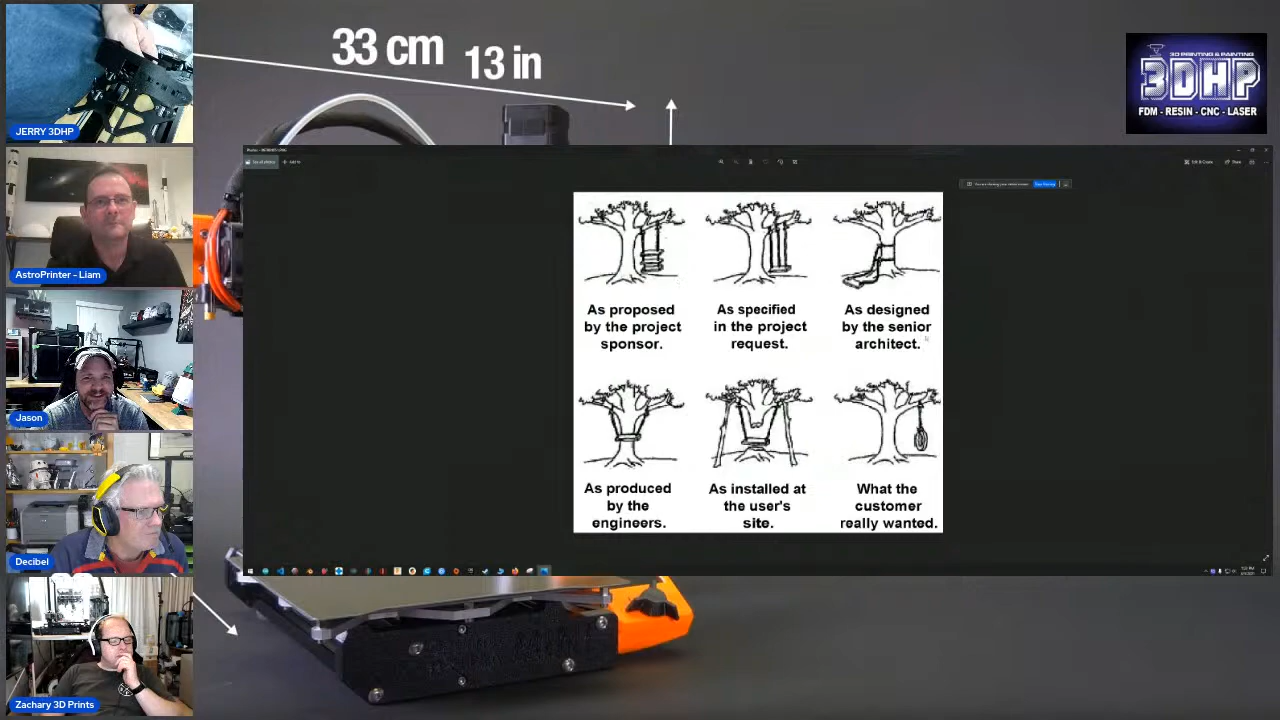 33 cm
13 in
3D PRINTING & PAINTING
3DHP
FDM - RESIN - CNC - LASER
JERRY 3DHP
AstroPrinter - Liam
Jason
Decibel
Zachary 3D Prints
As proposed
by the project
sponsor.
As specified
in the project
request.
As designed
by the senior
architect.
As produced
by the
engineers.
As installed at
the user's
site.
What the
customer
really wanted.